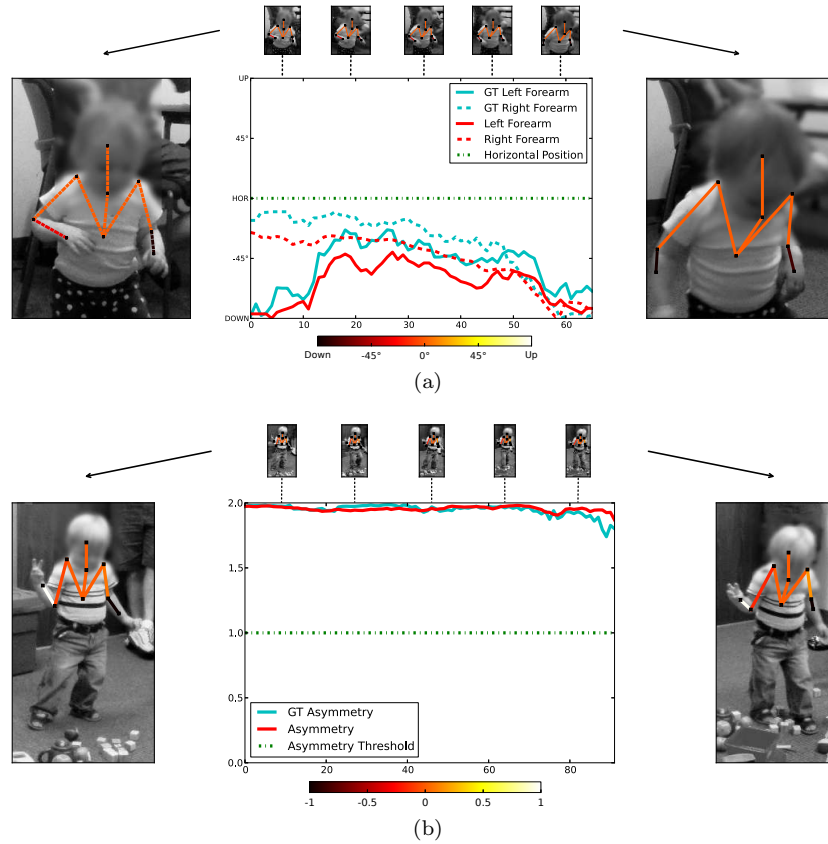 UP
45°
HOR
-45°
DOWN
GT Left Forearm
GT Right Forearm
Left Forearm
Right Forearm
Horizontal Position
0 10 20 30 40 50 60
Down -45° 0° 45° Up
(a)
2.0
1.5
1.0
0.5
0.0
GT Asymmetry
Asymmetry
Asymmetry Threshold
0 20 40 60 80
-1 -0.5 0 0.5 1
(b)